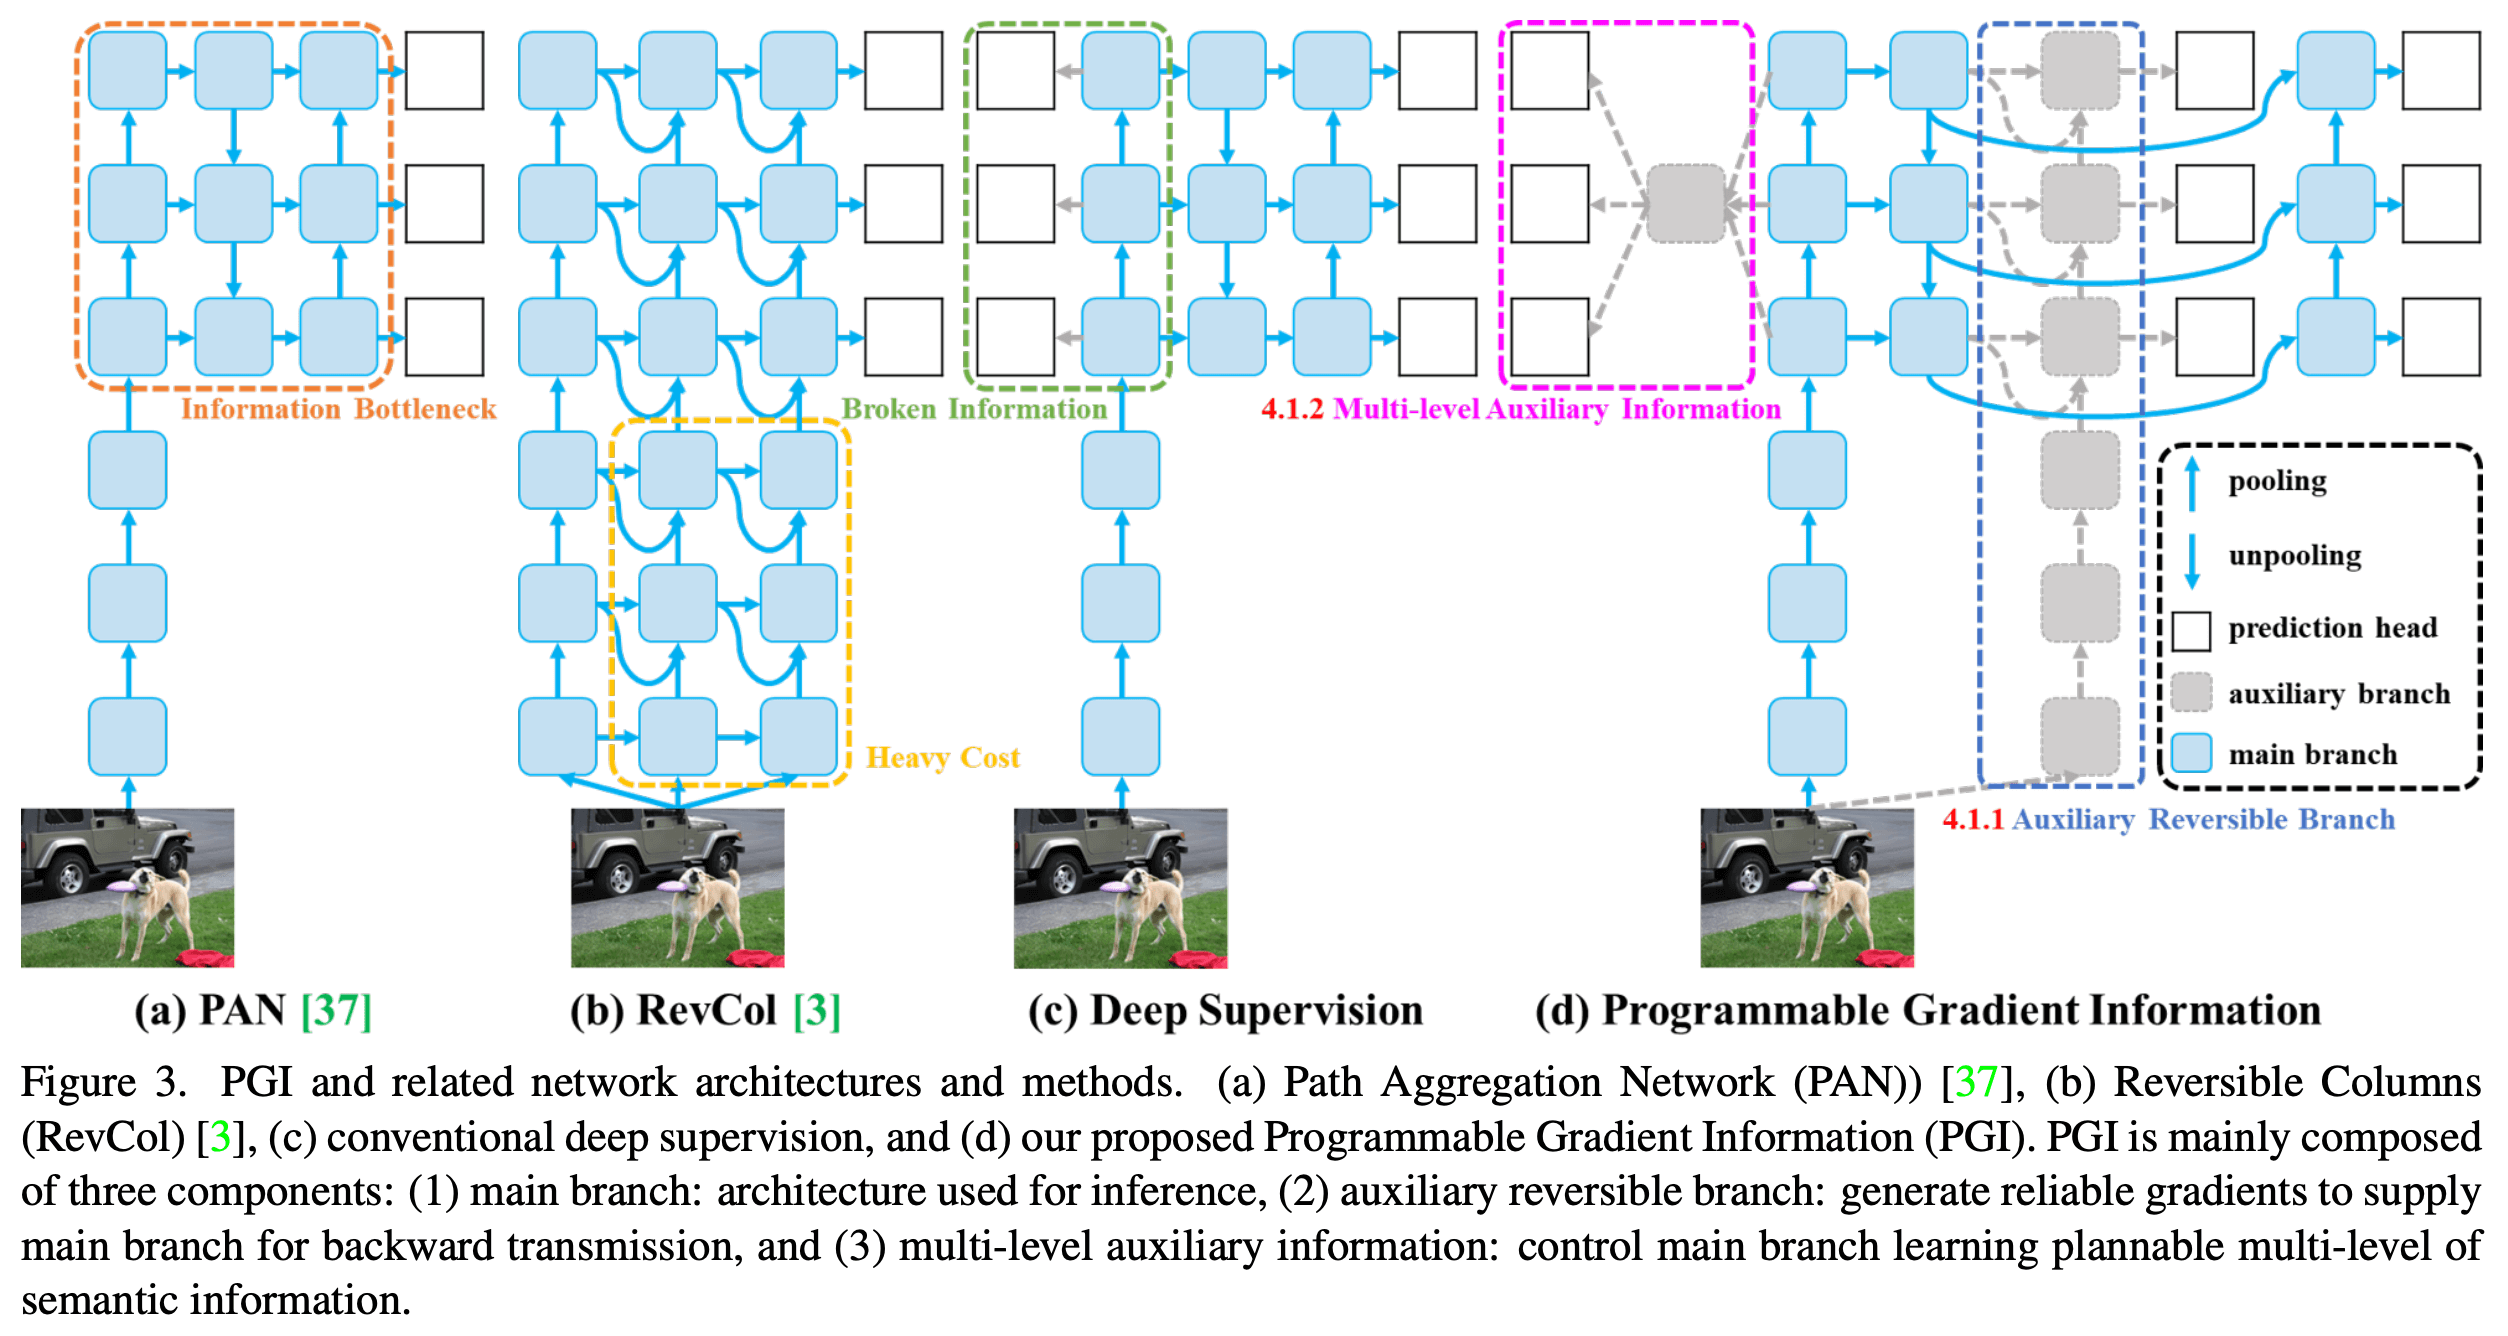 Information Bottleneck
Broken Information
4.1.2 Multi-level Auxiliary Information
Heavy Cost
pooling
unpooling
prediction head
auxiliary branch
main branch
4.1.1 Auxiliary Reversible Branch
(a) PAN [37]
(b) RevCol [3]
(c) Deep Supervision
(d) Programmable Gradient Information
Figure 3. PGI and related network architectures and methods. (a) Path Aggregation Network (PAN)) [37], (b) Reversible Columns
(RevCol) [3], (c) conventional deep supervision, and (d) our proposed Programmable Gradient Information (PGI). PGI is mainly composed
of three components: (1) main branch: architecture used for inference, (2) auxiliary reversible branch: generate reliable gradients to supply
main branch for backward transmission, and (3) multi-level auxiliary information: control main branch learning plannable multi-level of
semantic information.